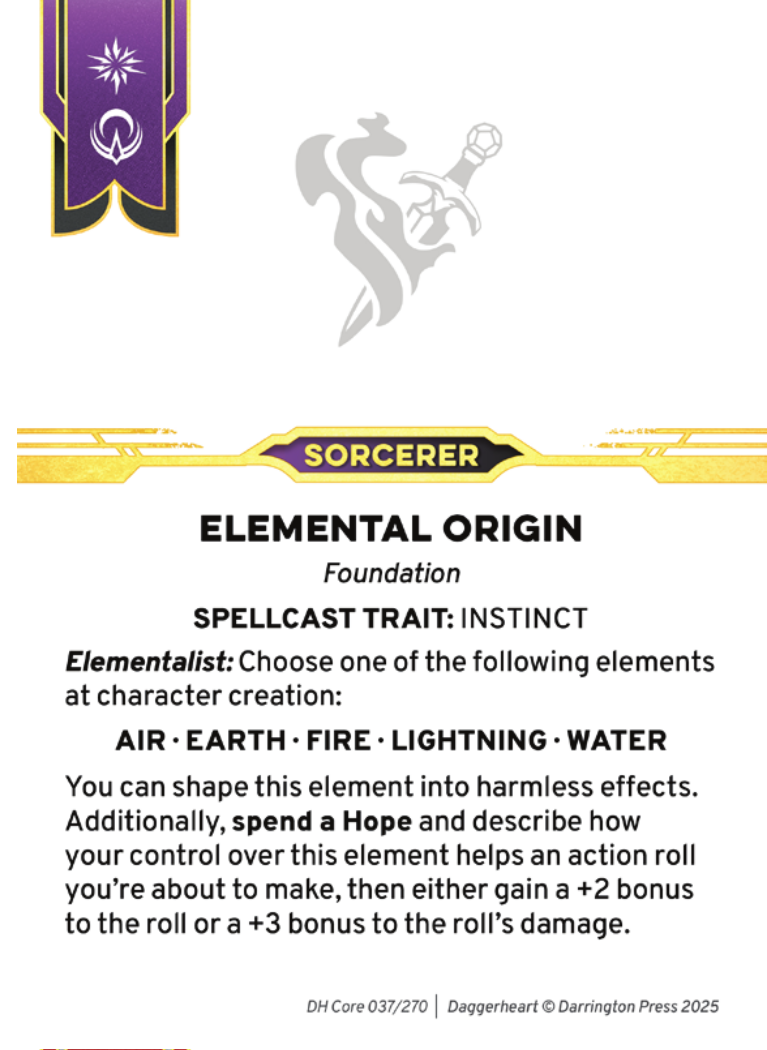 SORCERER
ELEMENTAL ORIGIN
Foundation
SPELLCAST TRAIT: INSTINCT
Elementalist: Choose one of the following elements
at character creation:
AIR · EARTH · FIRE · LIGHTNING · WATER
You can shape this element into harmless effects.
Additionally, spend a Hope and describe how
your control over this element helps an action roll
you’re about to make, then either gain a +2 bonus
to the roll or a +3 bonus to the roll’s damage.
DH Core 037/270 | Daggerheart © Darrington Press 2025